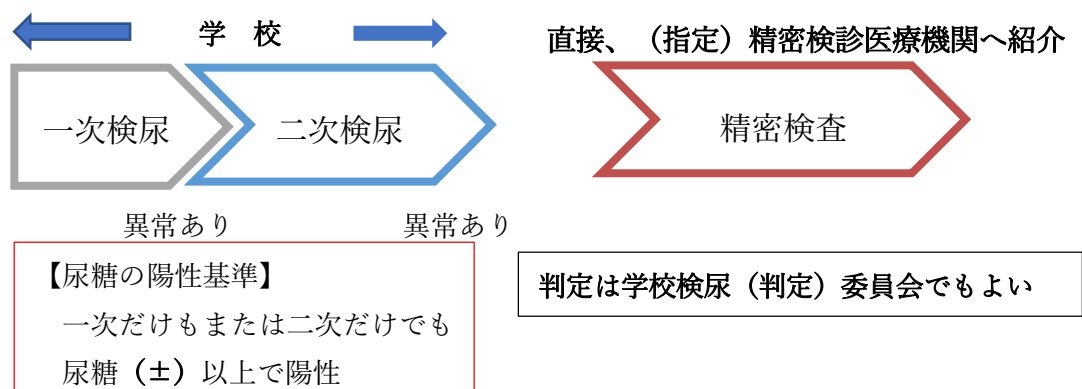 学 校
直接、（指定）精密検診医療機関へ紹介
一次検尿
二次検尿
精密検査
異常あり
異常あり
【尿糖の陽性基準】
一次だけもまたは二次だけでも
尿糖（±）以上で陽性
判定は学校検尿（判定）委員会でもよい